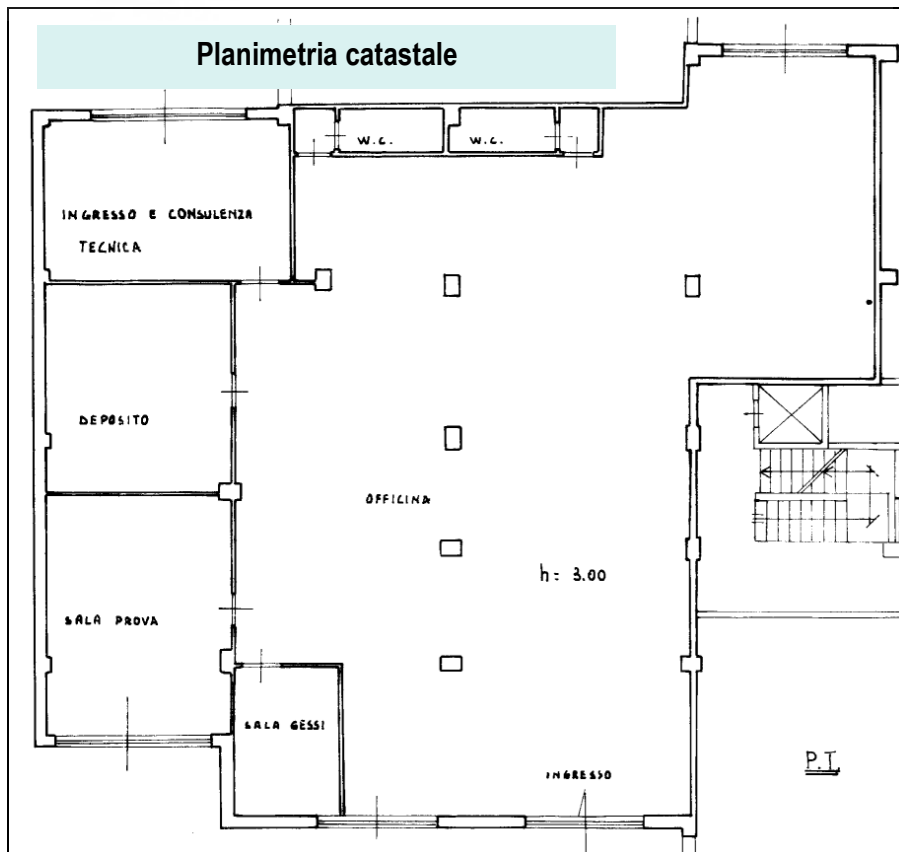 Planimetria catastale
W.C.
W.C.
INGRESSO E CONSULENZA
TECNICA
DEPOSITO
OFFICINA
h= 3.00
SALA PROVA
SALA GESSI
INGRESSO
P.T.